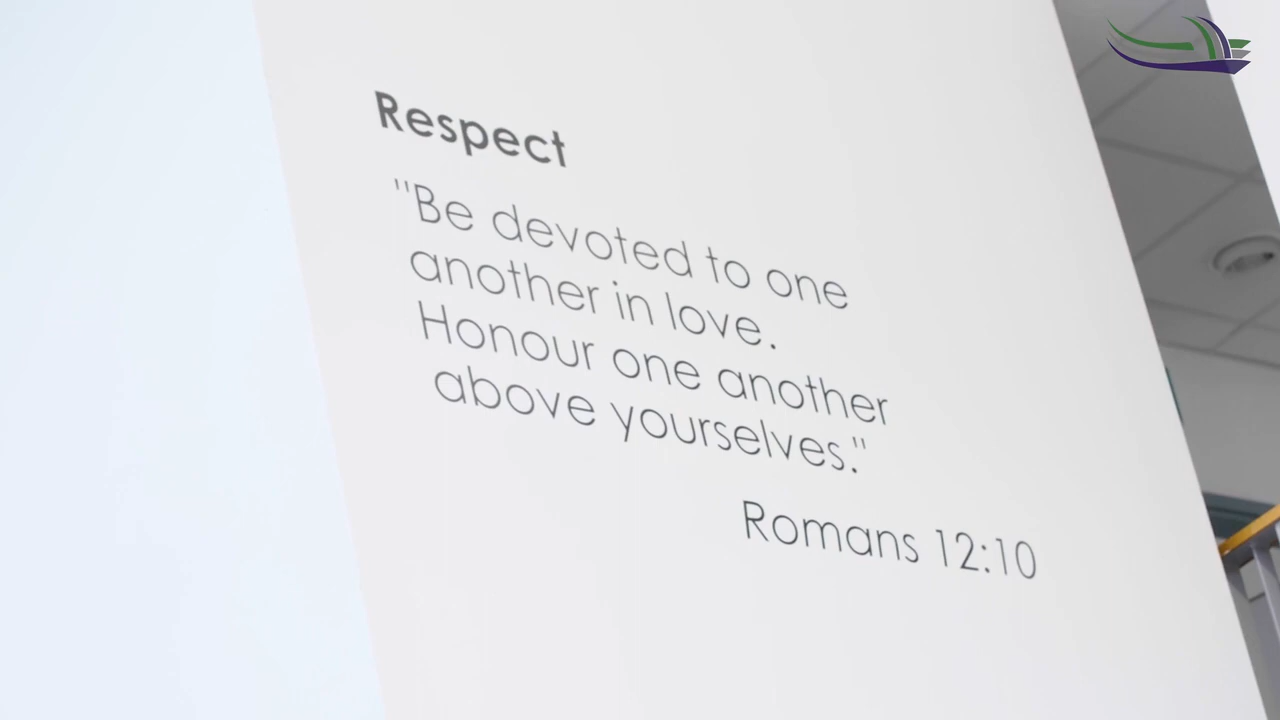 Respect
"Be devoted to one
another in love.
Honour one another
above yourselves."
Romans 12:10